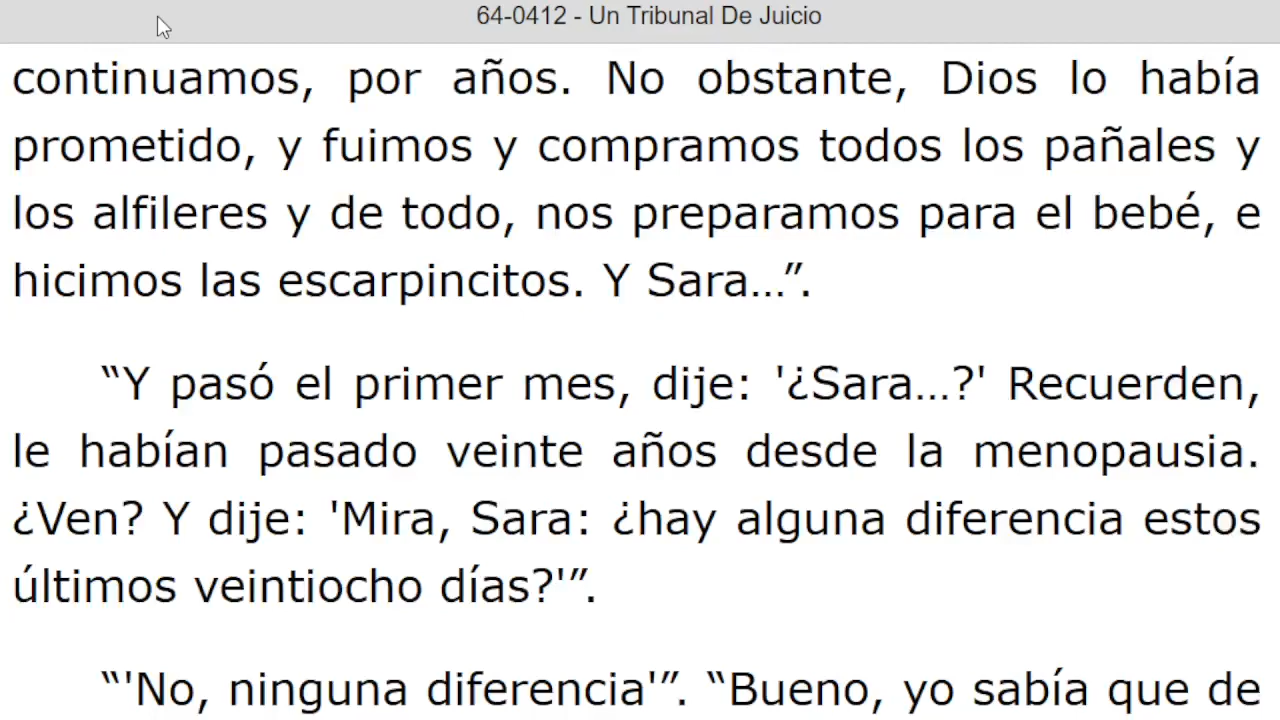 64-0412 - Un Tribunal De Juicio
continuamos, por años. No obstante, Dios lo había
prometido, y fuimos y compramos todos los pañales y
los alfileres y de todo, nos preparamos para el bebé, e
hicimos las escarpincitos. Y Sara…”.
“Y pasó el primer mes, dije: '¿Sara…?' Recuerden,
le habían pasado veinte años desde la menopausia.
¿Ven? Y dije: 'Mira, Sara: ¿hay alguna diferencia estos
últimos veintiocho días?'”.
“'No, ninguna diferencia'”. “Bueno, yo sabía que de